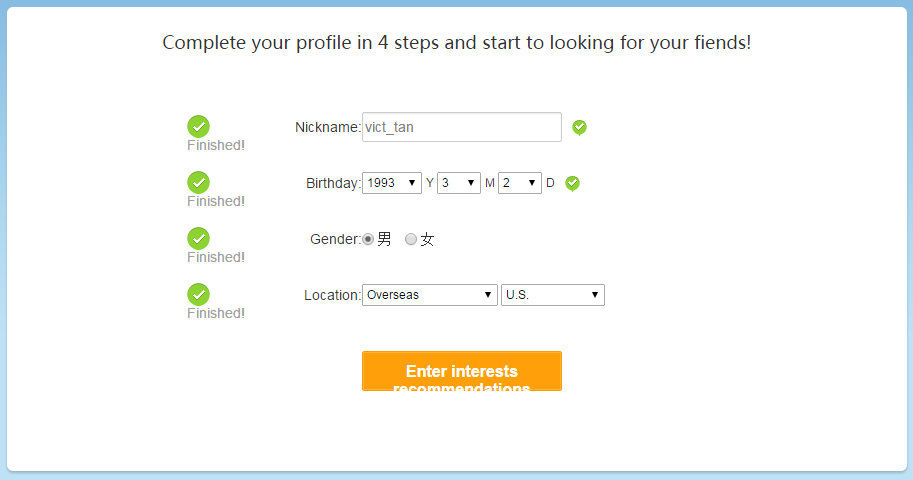 Complete your profile in 4 steps and start to looking for your fiends!
Finished!
Nickname: vict_tan
Finished!
Birthday: 1993 Y 3 M 2 D
Finished!
Gender: 男 女
Finished!
Location: Overseas U.S.
Enter interests
recommendations